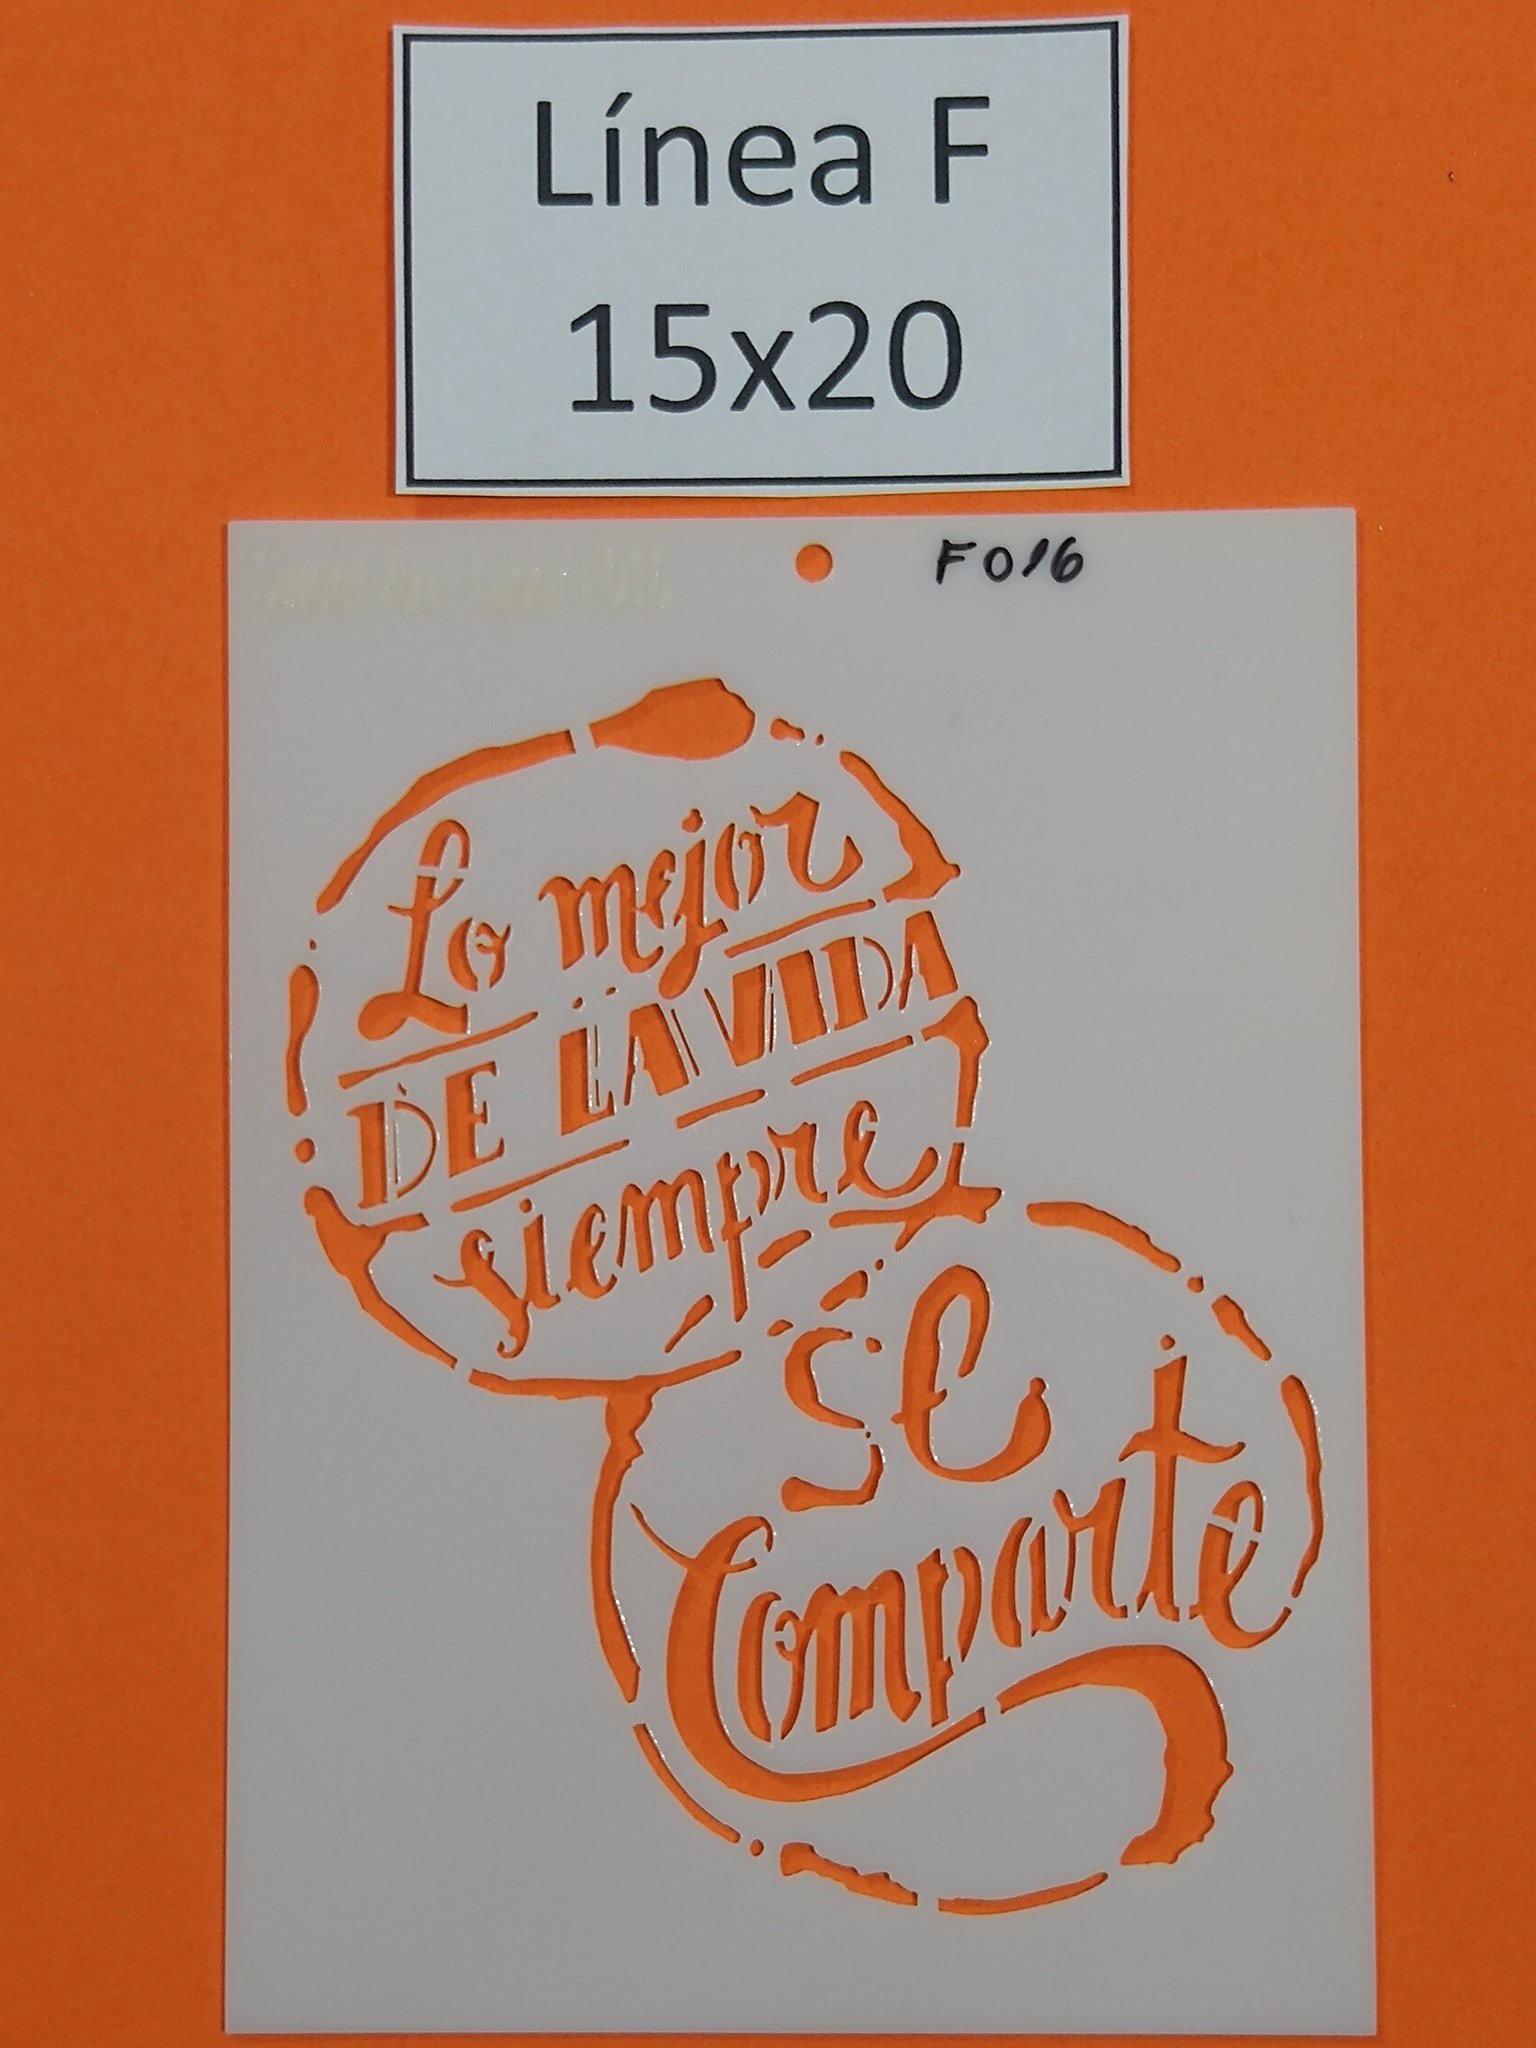 Línea F
15x20
F016
Lo mejor
DE LA VIDA
siempre
SE
Comparte